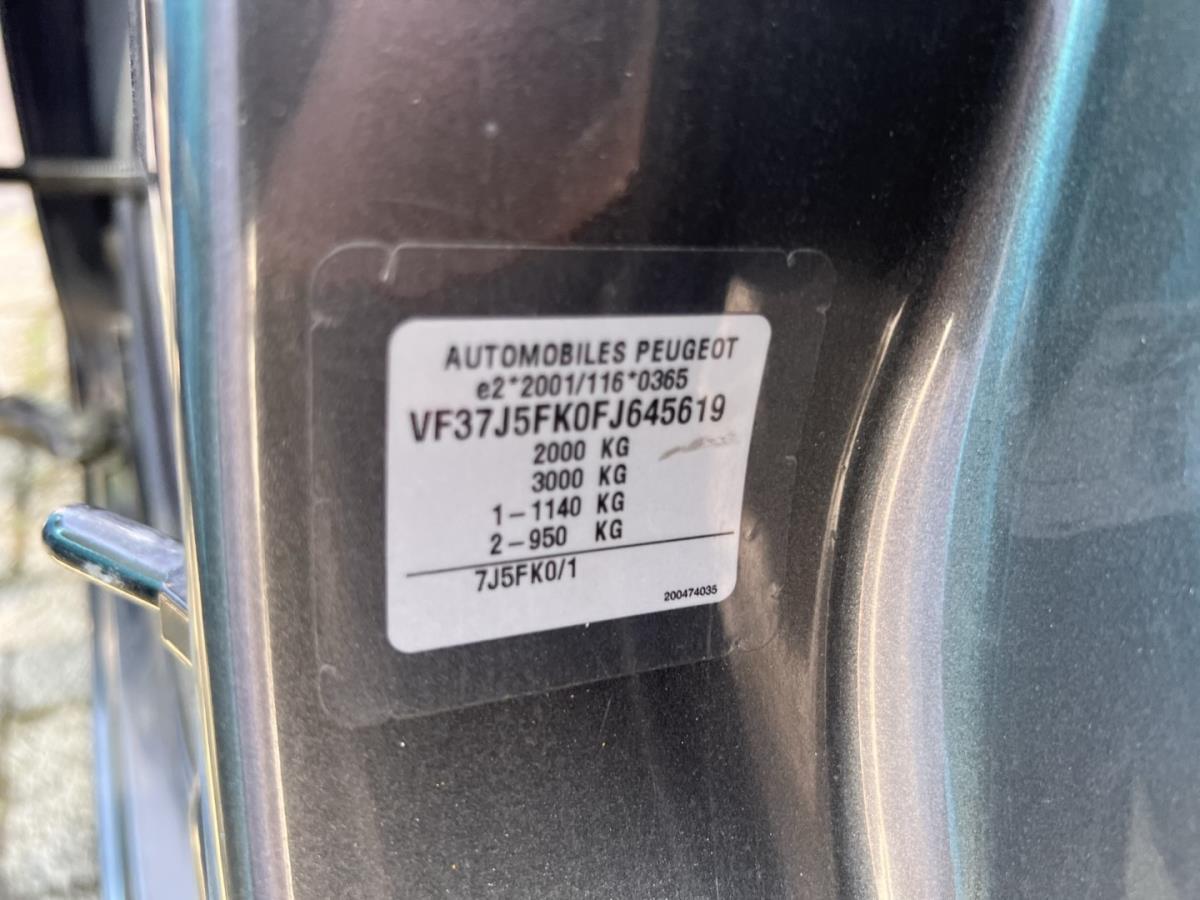 AUTOMOBILES PEUGEOT
e2*2001/116*0365
VF37J5FK0FJ645619
2000 KG
3000 KG
1-1140 KG
2-950 KG
7J5FK0/1
200474035